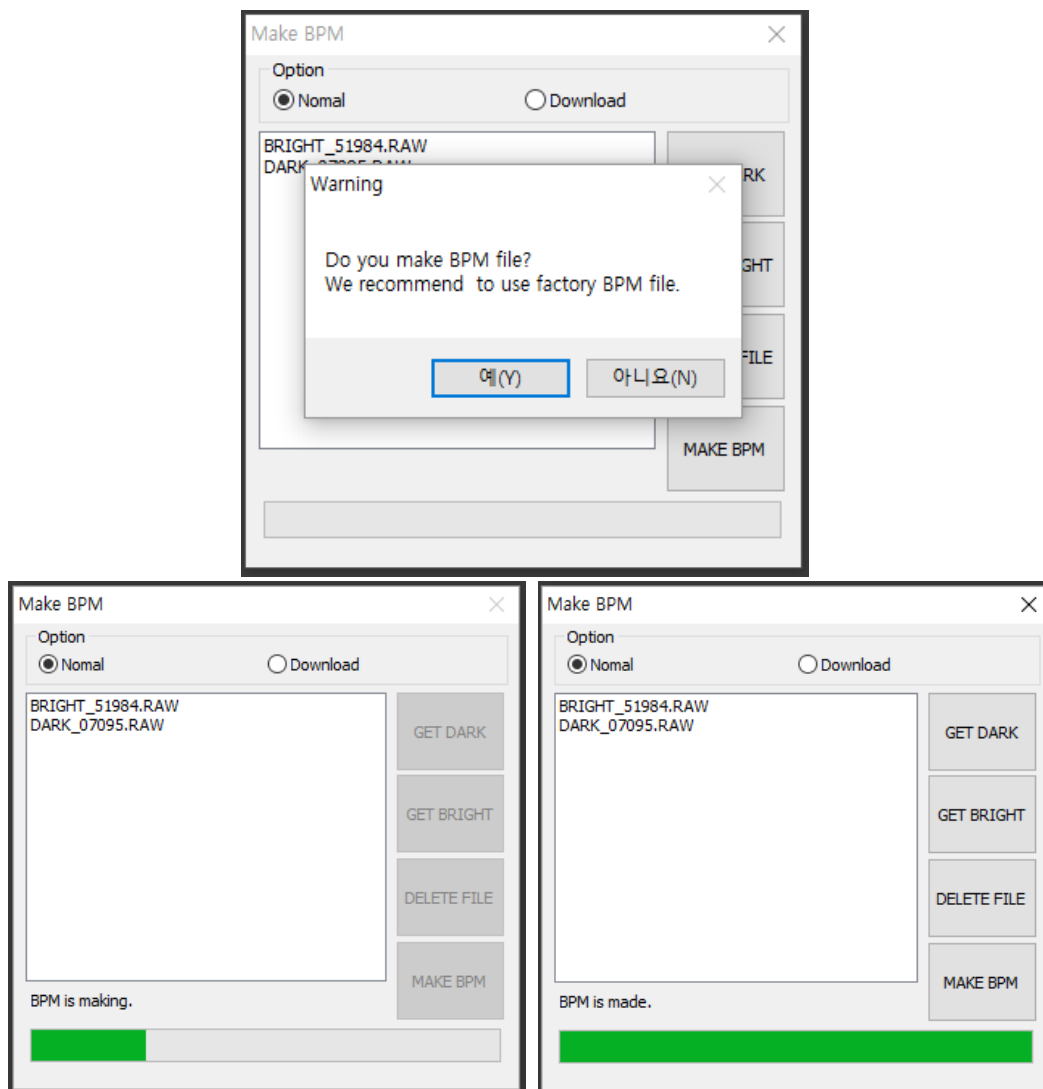 Make BPM
Option
Nomal
Download
BRIGHT_51984.RAW
RK
Warning
Do you make BPM file?
We recommend to use factory BPM file.
GHT
FILE
예(Y)
아니요(N)
MAKE BPM
Make BPM
Option
Nomal
Download
BRIGHT_51984.RAW
DARK_07095.RAW
GET DARK
GET BRIGHT
DELETE FILE
MAKE BPM
BPM is making.
Make BPM
Option
Nomal
Download
BRIGHT_51984.RAW
DARK_07095.RAW
GET DARK
GET BRIGHT
DELETE FILE
MAKE BPM
BPM is made.